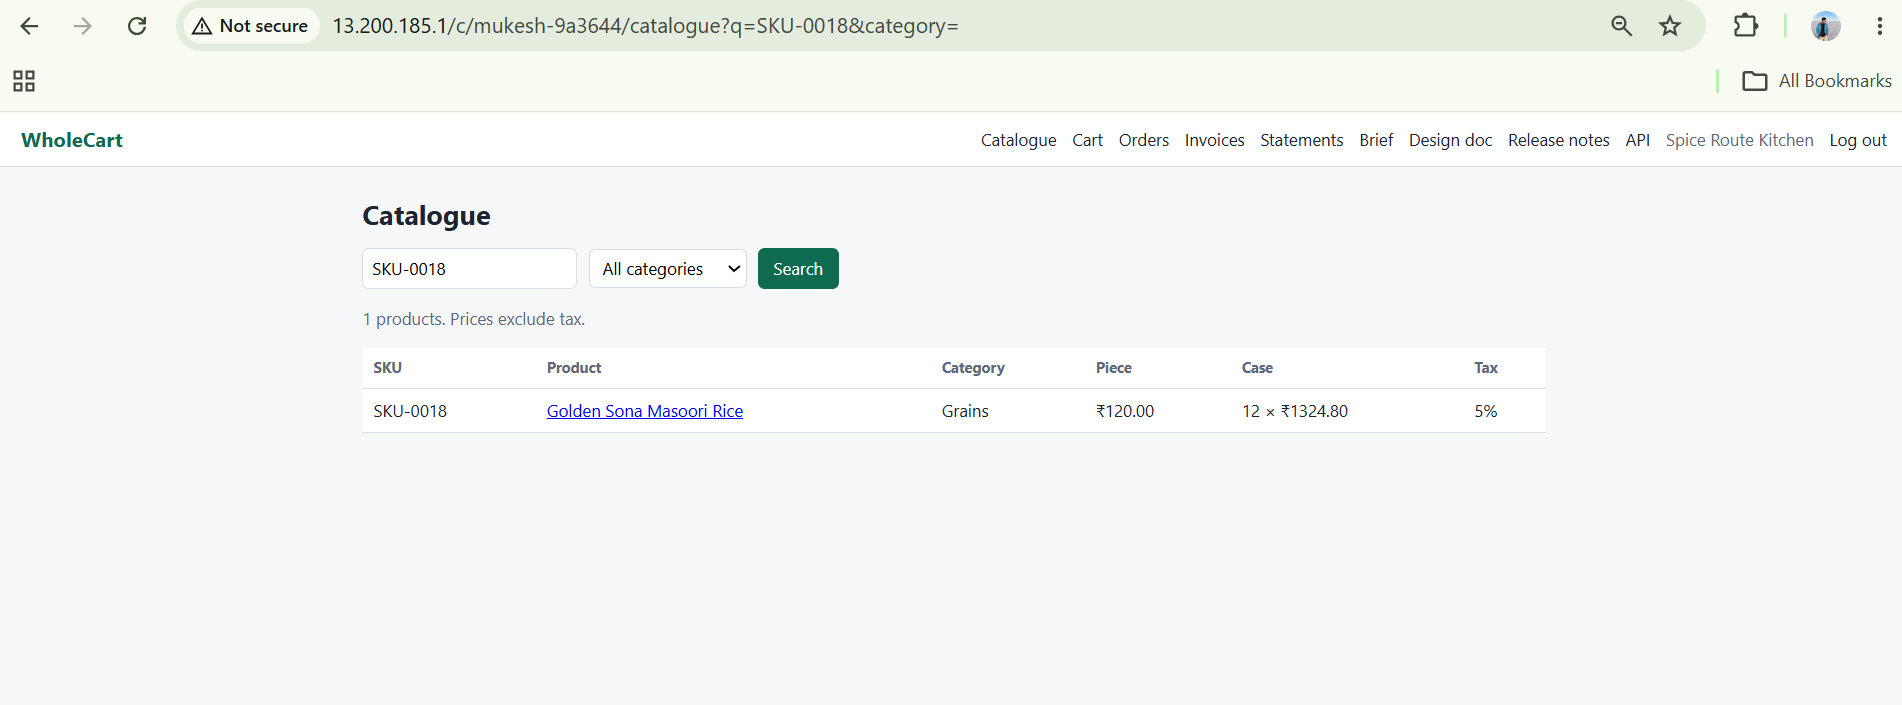 Not secure 13.200.185.1/c/mukesh-9a3644/catalogue?q=SKU-0018&category=
All Bookmarks
WholeCart Catalogue Cart Orders Invoices Statements Brief Design doc Release notes API Spice Route Kitchen Log out
Catalogue
SKU-0018 All categories Search
1 products. Prices exclude tax.
SKU Product Category Piece Case Tax
SKU-0018 Golden Sona Masoori Rice Grains ₹120.00 12 × ₹1324.80 5%